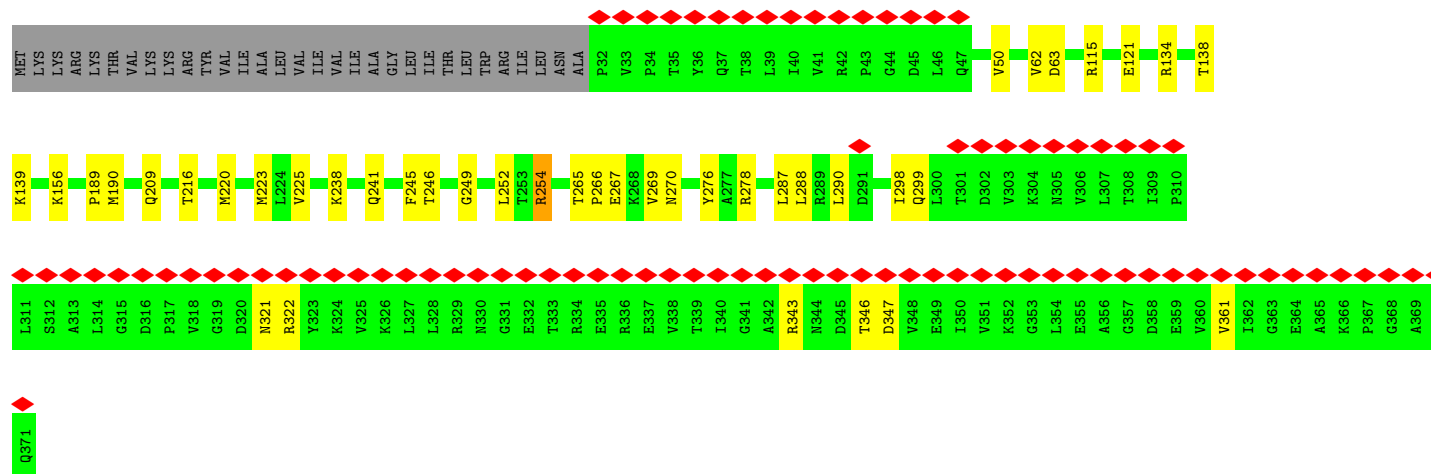 MET LYS LYS ARG LYS THR VAL LYS LYS ARG TYR VAL ILE ALA LEU VAL ILE VAL ILE ALA GLY LEU ILE THR LEU TRP ARG ILE LEU ASN ALA P32 V33 P34 T35 Y36 Q37 T38 L39 I40 V41 R42 P43 G44 D45 L46 Q47 V50 V62 D63 R115 E121 R134 T138
K139 K156 P189 M190 Q209 T216 M220 M223 L224 V225 K238 Q241 F245 T246 G249 L252 T253 R254 T265 P266 E267 K268 V269 N270 Y276 A277 R278 L287 L288 R289 L290 D291 I298 Q299 L300 T301 D302 V303 K304 N305 V306 L307 T308 I309 P310
L311 S312 A313 L314 G315 D316 P317 V318 G319 D320 N321 R322 Y323 K324 V325 K326 L327 L328 R329 N330 G331 E332 T333 R334 E335 R336 E337 V338 T339 I340 G341 A342 R343 N344 D345 T346 D347 V348 E349 I350 V351 K352 G353 L354 E355 A356 G357 D358 E359 V360 V361 I362 G363 E364 A365 K366 P367 G368 A369
Q371